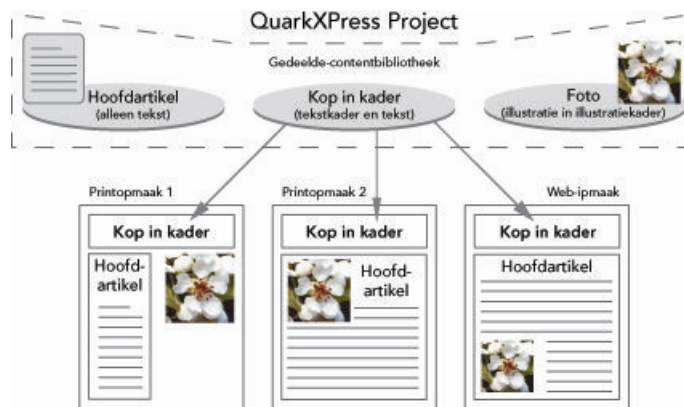 QuarkXPress Project
Gedeelde-contentbibliotheek
Hoofdartikel
(alleen tekst)
Kop in kader
(tekstkader en tekst)
Foto
(illustratie in illustratiekader)
Printopmaak 1
Kop in kader
Hoofd-
artikel
Printopmaak 2
Kop in kader
Hoofd-
artikel
Web-ipmaak
Kop in kader
Hoofdartikel